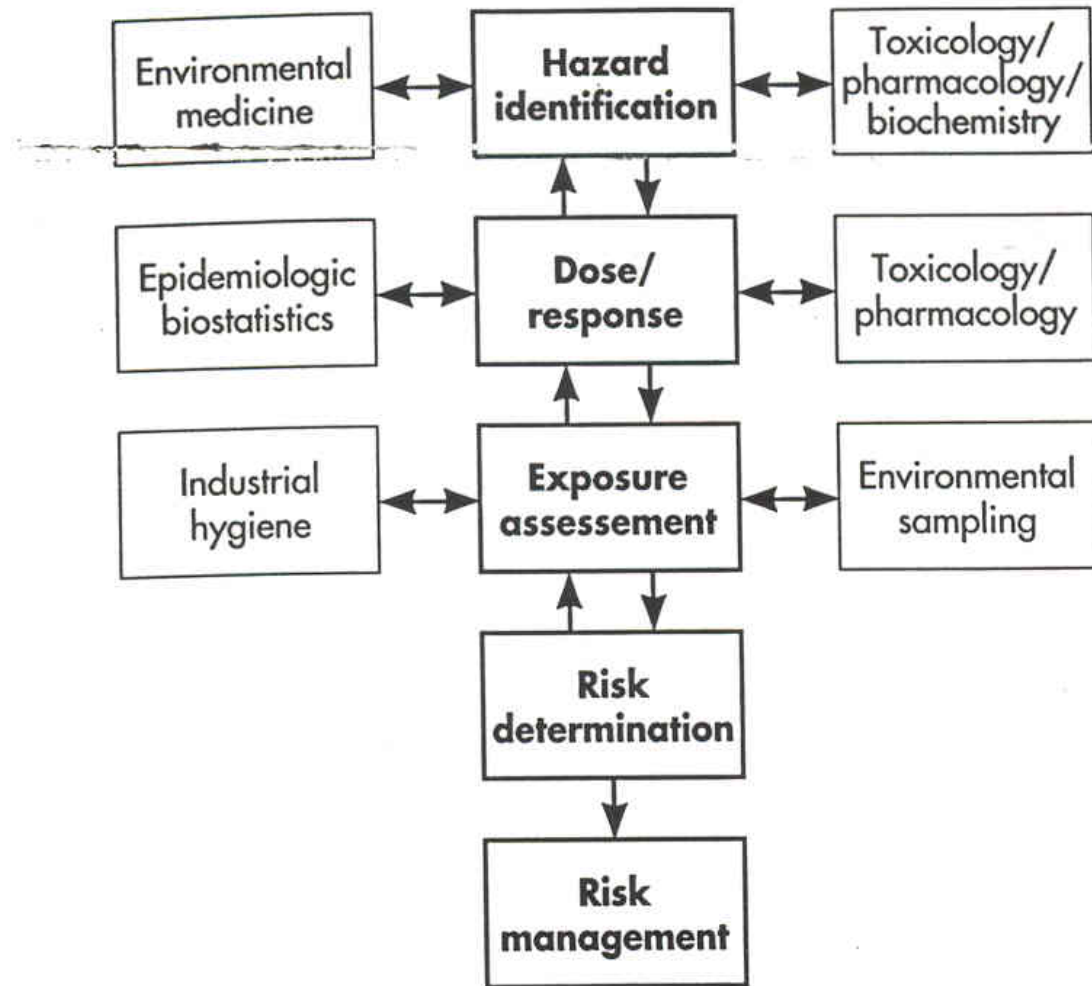 Environmental
medicine
Hazard
identification
Toxicology/
pharmacology/
biochemistry
Epidemiologic
biostatistics
Dose/
response
Toxicology/
pharmacology
Industrial
hygiene
Exposure
assessement
Environmental
sampling
Risk
determination
Risk
management